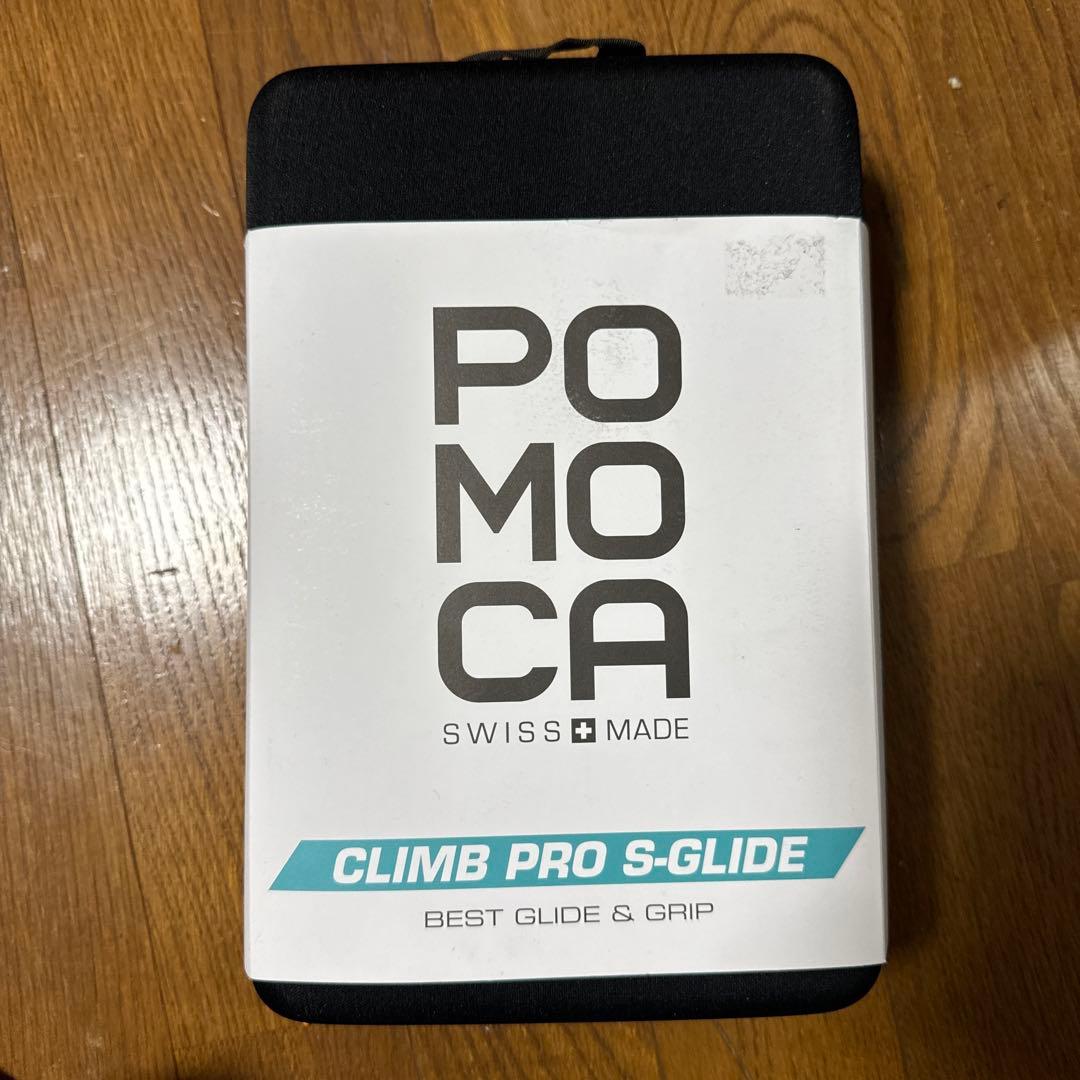 PO
MO
CA
SWISS MADE
CLIMB PRO S-GLIDE
BEST GLIDE & GRIP